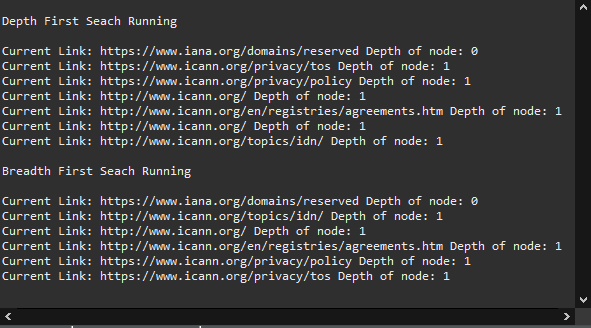 Depth First Seach Running
Current Link: https://www.iana.org/domains/reserved Depth of node: 0
Current Link: https://www.icann.org/privacy/tos Depth of node: 1
Current Link: https://www.icann.org/privacy/policy Depth of node: 1
Current Link: http://www.icann.org/ Depth of node: 1
Current Link: http://www.icann.org/en/registries/agreements.htm Depth of node: 1
Current Link: http://www.icann.org/ Depth of node: 1
Current Link: http://www.icann.org/topics/idn/ Depth of node: 1
Breadth First Seach Running
Current Link: https://www.iana.org/domains/reserved Depth of node: 0
Current Link: http://www.icann.org/topics/idn/ Depth of node: 1
Current Link: http://www.icann.org/ Depth of node: 1
Current Link: http://www.icann.org/en/registries/agreements.htm Depth of node: 1
Current Link: https://www.icann.org/privacy/policy Depth of node: 1
Current Link: https://www.icann.org/privacy/tos Depth of node: 1